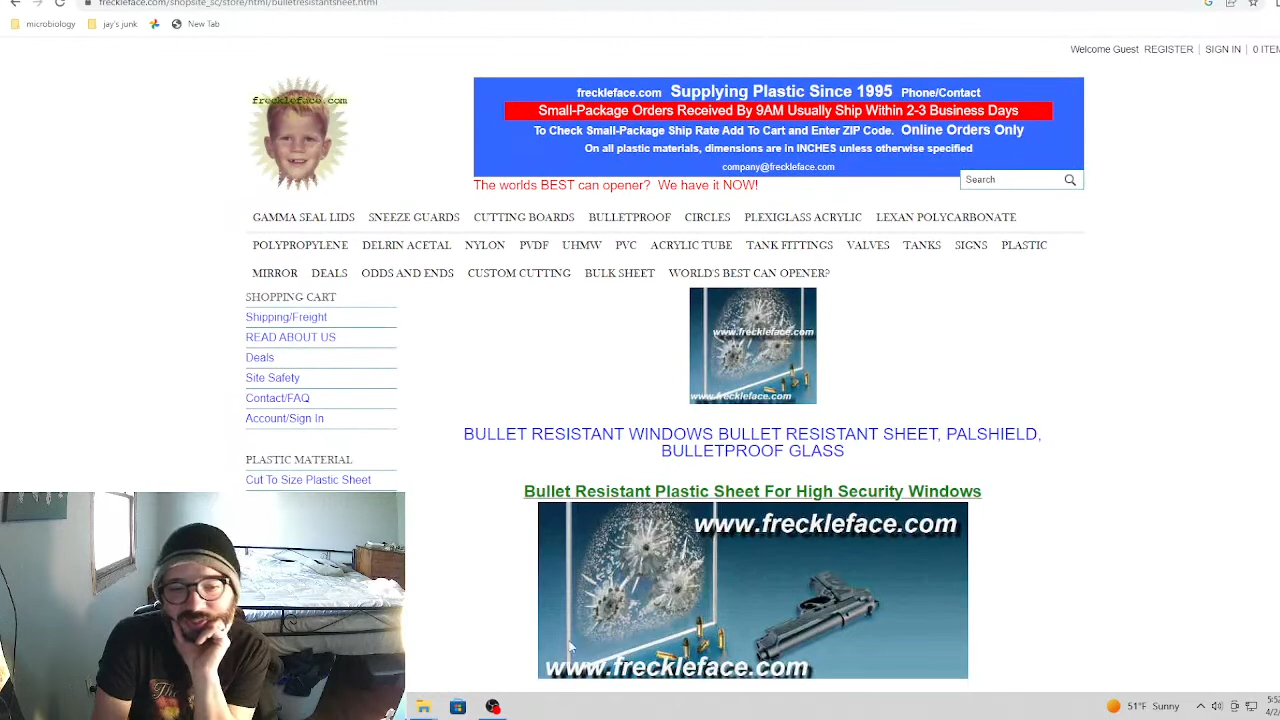 freckleface.com/shopsite_sc/store/html/bulletresistantsheet.html
microbiology jay's junk New Tab
Welcome Guest REGISTER | SIGN IN | 0 ITEM
freckleface.com
freckleface.com Supplying Plastic Since 1995 Phone/Contact
Small-Package Orders Received By 9AM Usually Ship Within 2-3 Business Days
To Check Small-Package Ship Rate Add To Cart and Enter ZIP Code. Online Orders Only
On all plastic materials, dimensions are in INCHES unless otherwise specified
company@freckleface.com
The worlds BEST can opener? We have it NOW!
Search
GAMMA SEAL LIDS SNEEZE GUARDS CUTTING BOARDS BULLETPROOF CIRCLES PLEXIGLASS ACRYLIC LEXAN POLYCARBONATE
POLYPROPYLENE DELRIN ACETAL NYLON PVDF UHMW PVC ACRYLIC TUBE TANK FITTINGS VALVES TANKS SIGNS PLASTIC
MIRROR DEALS ODDS AND ENDS CUSTOM CUTTING BULK SHEET WORLD'S BEST CAN OPENER?
SHOPPING CART
Shipping/Freight
READ ABOUT US
Deals
Site Safety
Contact/FAQ
Account/Sign In
PLASTIC MATERIAL
Cut To Size Plastic Sheet
www.freckleface.com
www.freckleface.com
BULLET RESISTANT WINDOWS BULLET RESISTANT SHEET, PALSHIELD,
BULLETPROOF GLASS
Bullet Resistant Plastic Sheet For High Security Windows
www.freckleface.com
www.freckleface.com
51°F Sunny